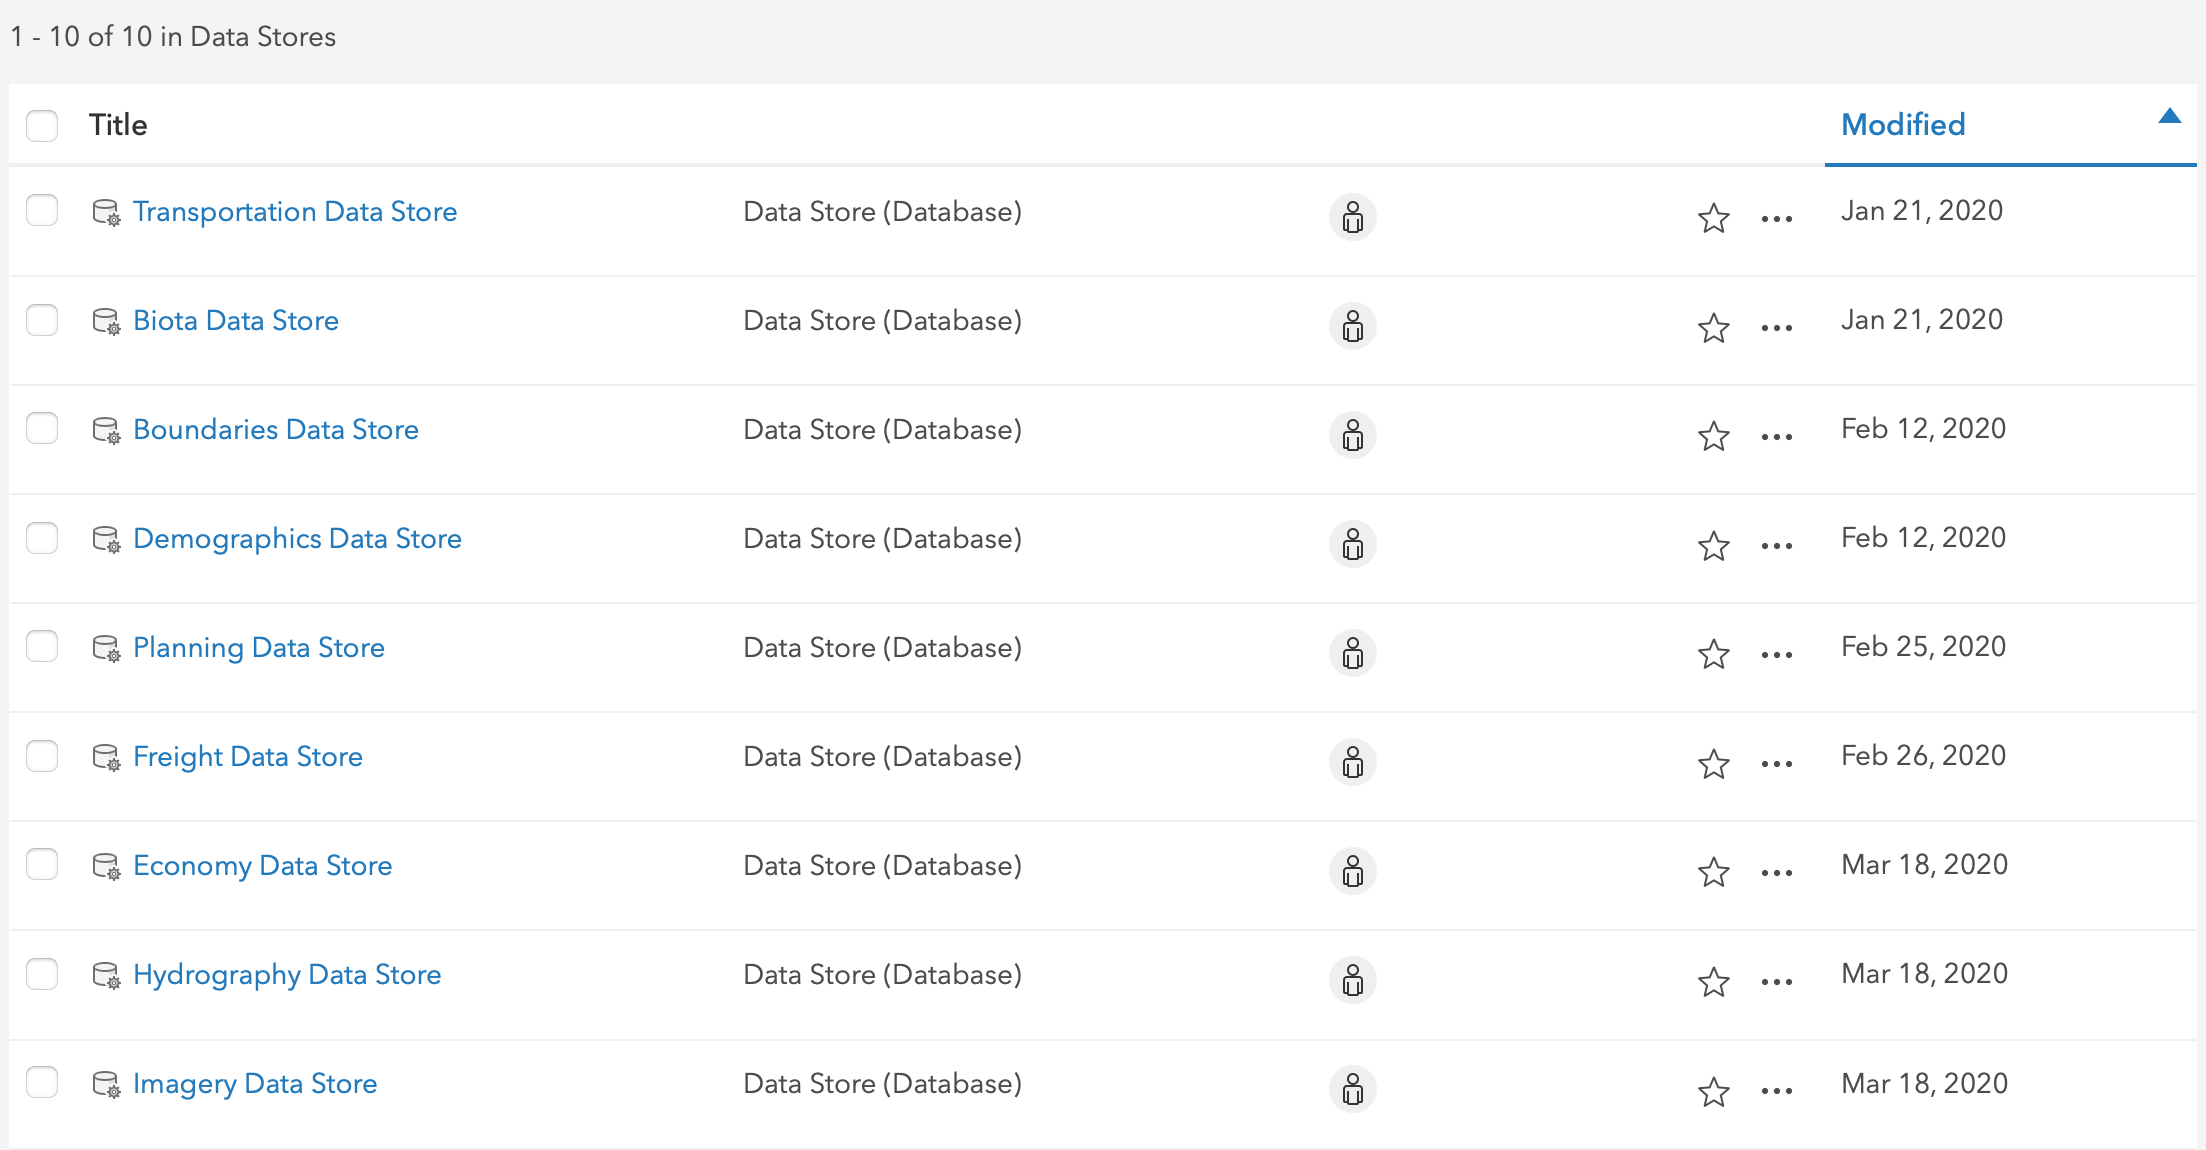 1 - 10 of 10 in Data Stores
Title Modified
Transportation Data Store Data Store (Database) Jan 21, 2020
Biota Data Store Data Store (Database) Jan 21, 2020
Boundaries Data Store Data Store (Database) Feb 12, 2020
Demographics Data Store Data Store (Database) Feb 12, 2020
Planning Data Store Data Store (Database) Feb 25, 2020
Freight Data Store Data Store (Database) Feb 26, 2020
Economy Data Store Data Store (Database) Mar 18, 2020
Hydrography Data Store Data Store (Database) Mar 18, 2020
Imagery Data Store Data Store (Database) Mar 18, 2020